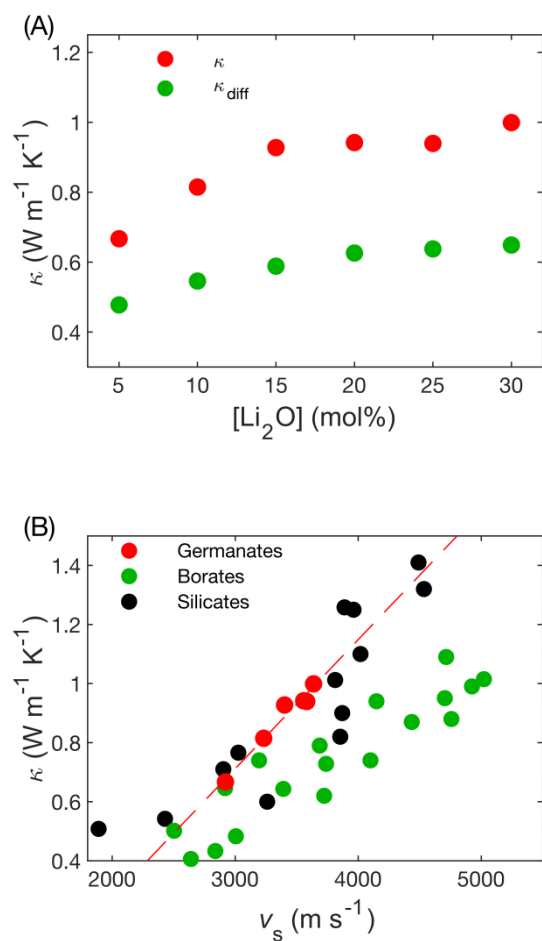 (A)
1.2
1
0.8
0.6
0.4
κ (W m⁻¹ K⁻¹)
κ
κ_diff
5 10 15 20 25 30
[Li₂O] (mol%)
(B)
1.4
1.2
1
0.8
0.6
0.4
κ (W m⁻¹ K⁻¹)
Germanates
Borates
Silicates
2000 3000 4000 5000
v_s (m s⁻¹)